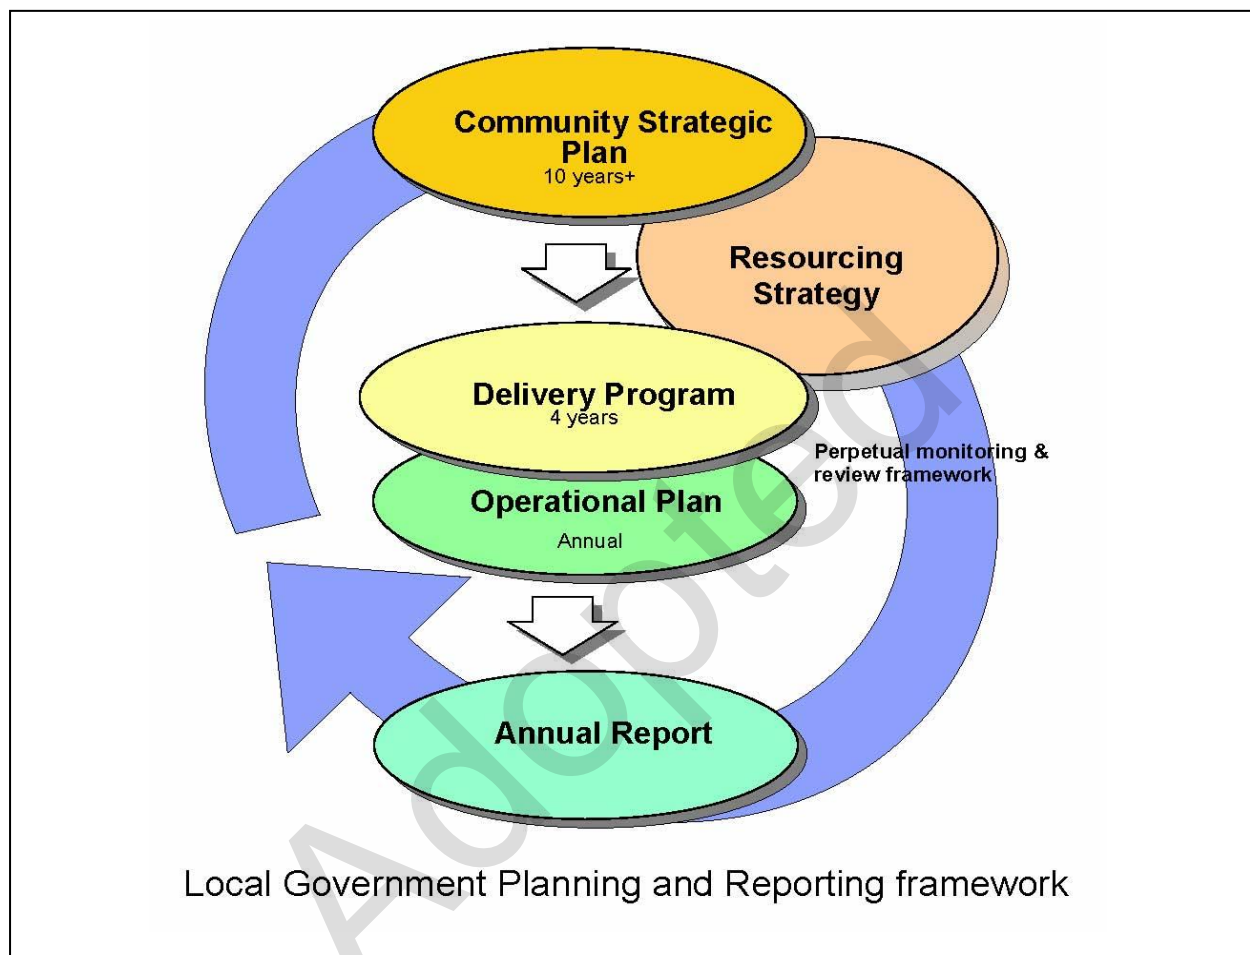 Community Strategic
Plan
10 years+
Resourcing
Strategy
Delivery Program
4 years
Perpetual monitoring &
review framework
Operational Plan
Annual
Annual Report
Local Government Planning and Reporting framework
Adopted